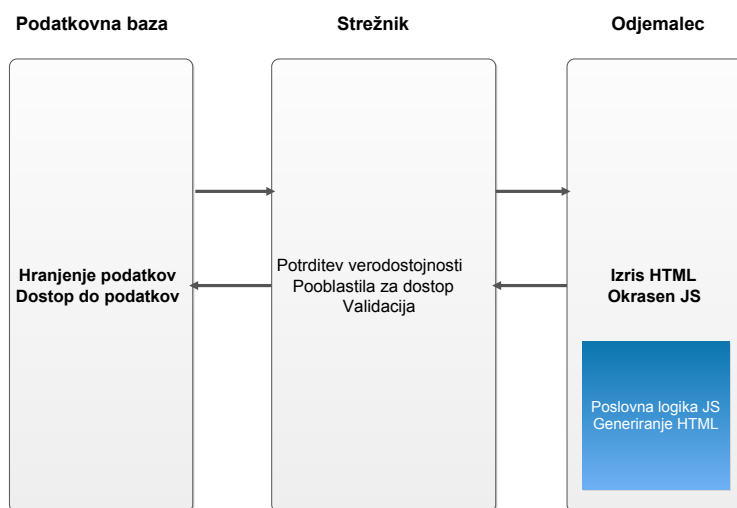 Podatkovna baza
Strežnik
Odjemalec
Hranjenje podatkov
Dostop do podatkov
Potrditev verodostojnosti
Pooblastila za dostop
Validacija
Izris HTML
Okrasen JS
Poslovna logika JS
Generiranje HTML